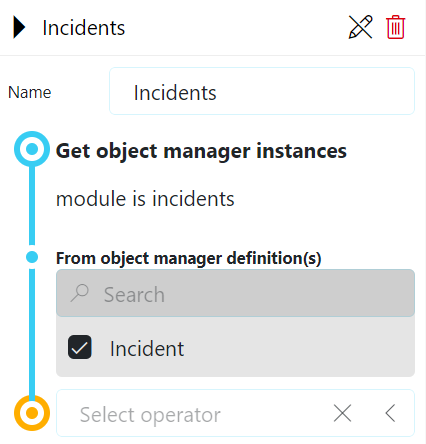 Incidents
Name
Incidents
Get object manager instances
module is incidents
From object manager definition(s)
Search
Incident
Select operator